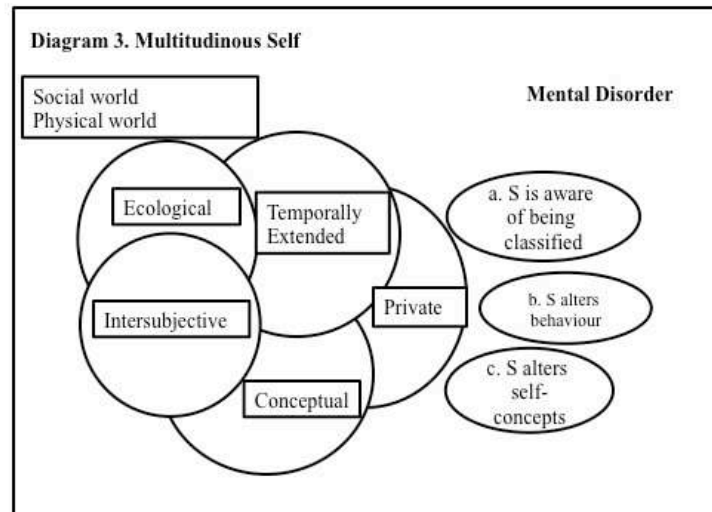 Diagram 3. Multitudinous Self
Social world
Physical world
Mental Disorder
Ecological
Temporally
Extended
Intersubjective
Private
Conceptual
a. S is aware
of being
classified
b. S alters
behaviour
c. S alters
self-
concepts